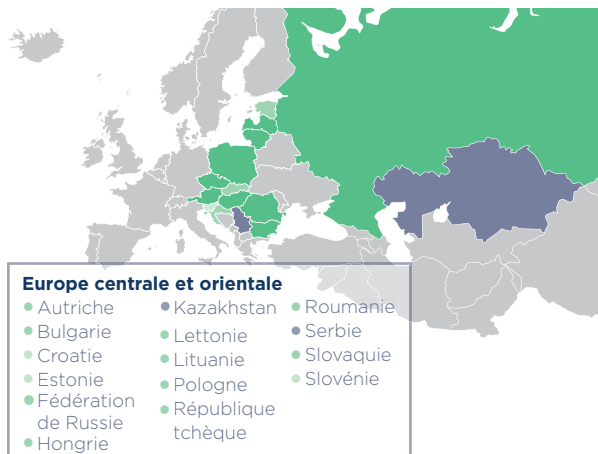 Europe centrale et orientale
Autriche
Bulgarie
Croatie
Estonie
Fédération
de Russie
Hongrie
Kazakhstan
Lettonie
Lituanie
Pologne
République
tchèque
Roumanie
Serbie
Slovaquie
Slovénie